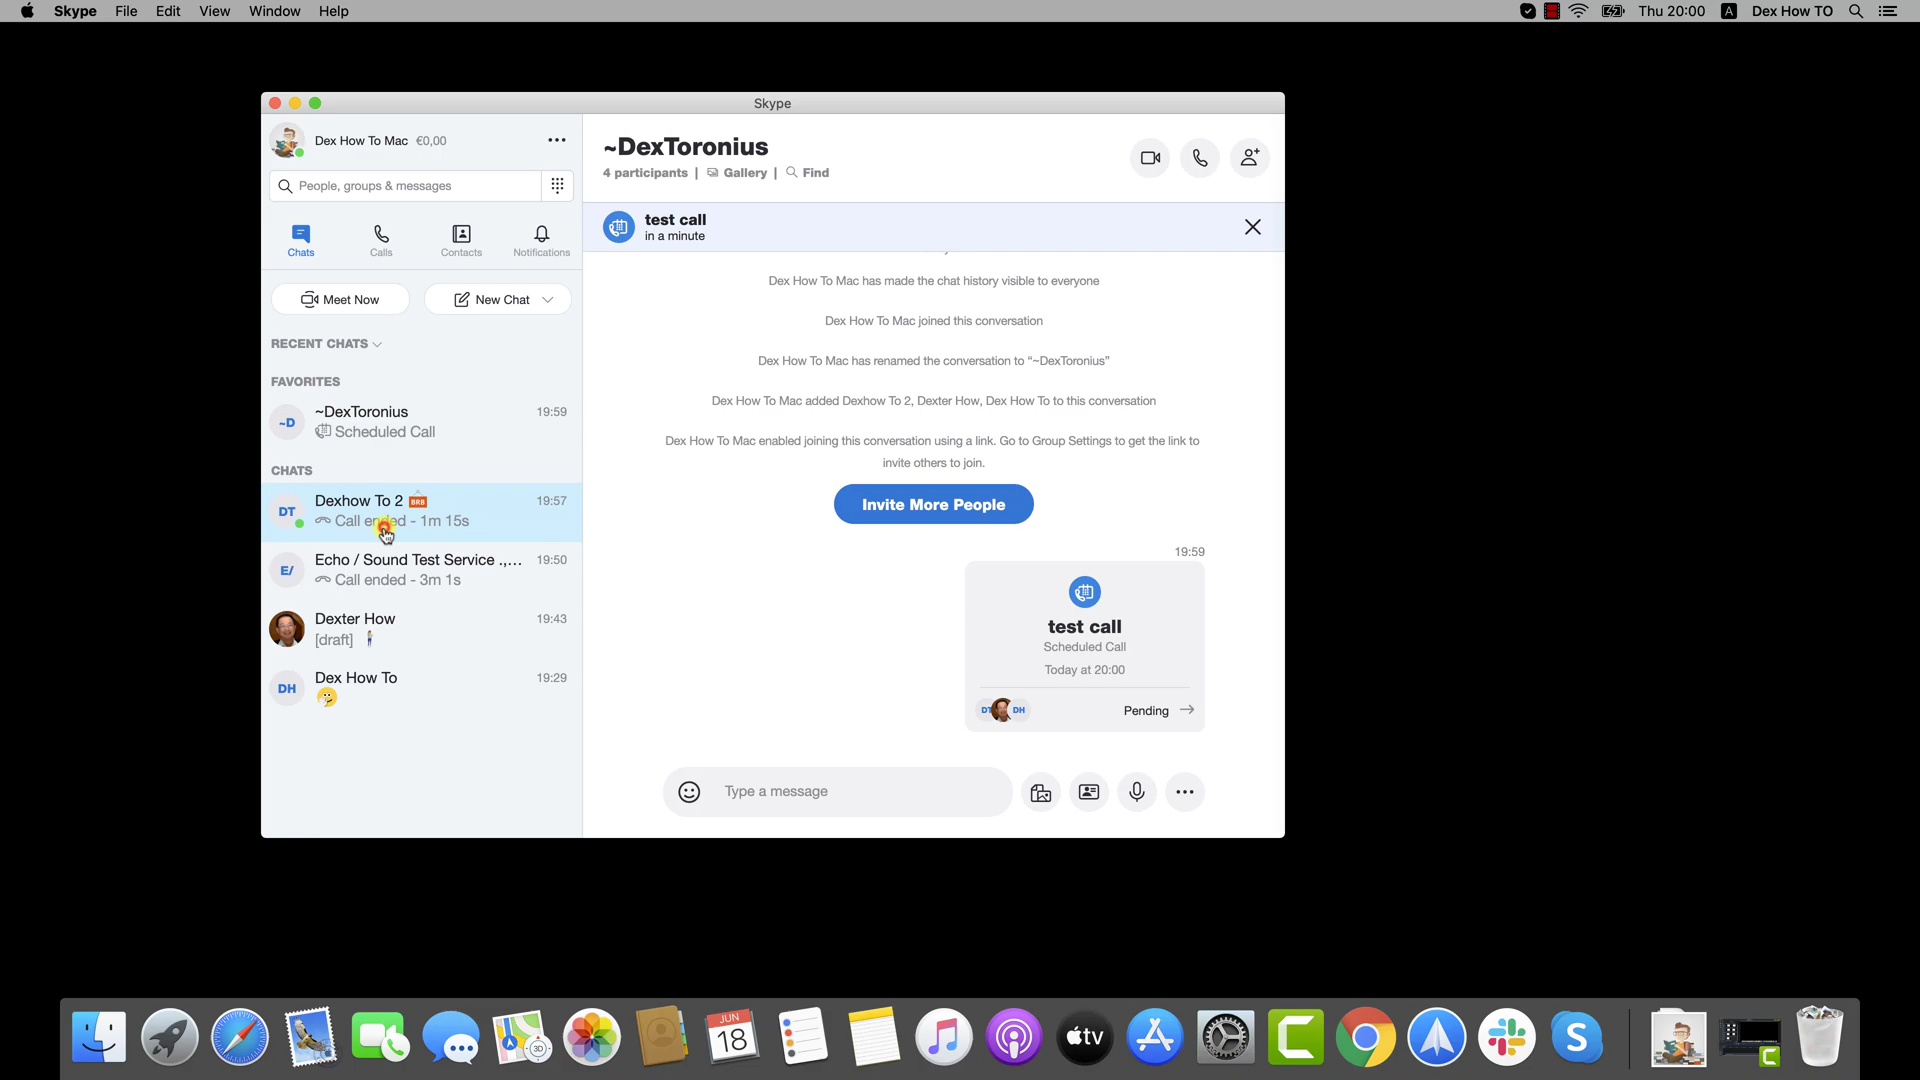 Skype File Edit View Window Help
Thu 20:00 A Dex How TO
Skype
Dex How To Mac €0,00
People, groups & messages
Chats Calls Contacts Notifications
Meet Now New Chat
RECENT CHATS
FAVORITES
~D ~DexToronius 19:59
Scheduled Call
CHATS
DT Dexhow To 2 BRB 19:57
Call ended - 1m 15s
E/ Echo / Sound Test Service .,... 19:50
Call ended - 3m 1s
Dexter How 19:43
[draft]
DH Dex How To 19:29
~DexToronius
4 participants | Gallery | Find
test call
in a minute
Dex How To Mac has made the chat history visible to everyone
Dex How To Mac joined this conversation
Dex How To Mac has renamed the conversation to “~DexToronius”
Dex How To Mac added Dexhow To 2, Dexter How, Dex How To to this conversation
Dex How To Mac enabled joining this conversation using a link. Go to Group Settings to get the link to
invite others to join.
Invite More People
19:59
test call
Scheduled Call
Today at 20:00
DT DH Pending
Type a message
3D JUN 18 tv S